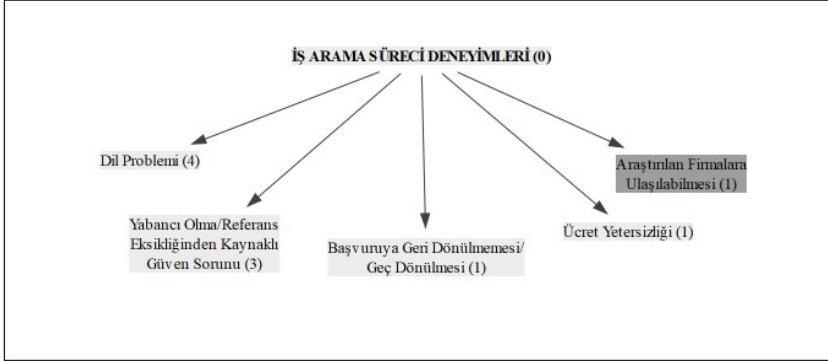 İŞ ARAMA SÜRECİ DENEYİMLERİ (0)
Dil Problemi (4)
Yabancı Olma/Referans
Eksikliğinden Kaynaklı
Güven Sorunu (3)
Başvuruya Geri Dönülmemesi/
Geç Dönülmesi (1)
Ücret Yetersizliği (1)
Araştırılan Firmalara
Ulaşılabilmesi (1)